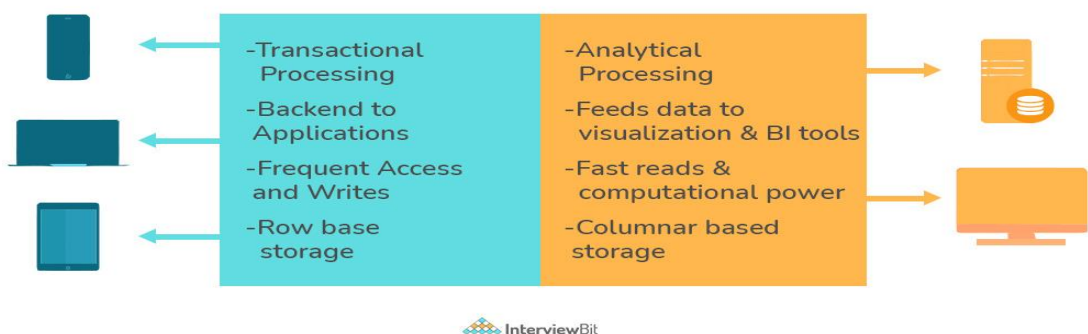 -Transactional
Processing
-Backend to
Applications
-Frequent Access
and Writes
-Row base
storage
-Analytical
Processing
-Feeds data to
visualization & BI tools
-Fast reads &
computational power
-Columnar based
storage
InterviewBit